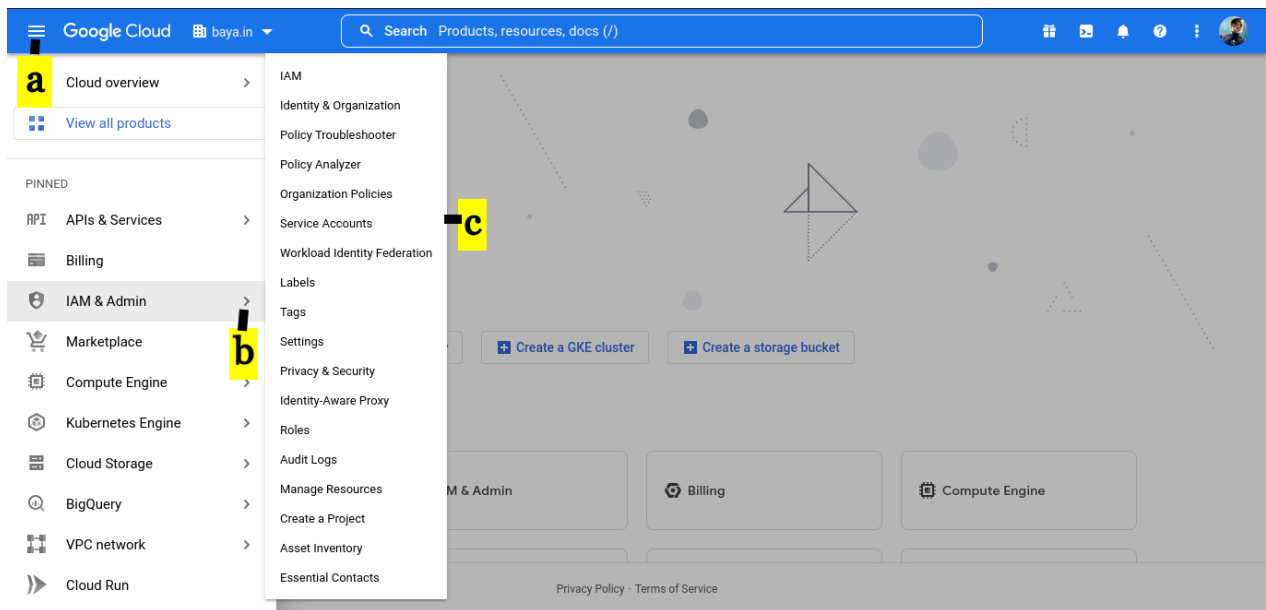 Google Cloud baya.in Search Products, resources, docs (/)
a
Cloud overview
View all products
PINNED
API APIs & Services
Billing
IAM & Admin
b
Marketplace
Compute Engine
Kubernetes Engine
Cloud Storage
BigQuery
VPC network
Cloud Run
IAM
Identity & Organization
Policy Troubleshooter
Policy Analyzer
Organization Policies
Service Accounts
c
Workload Identity Federation
Labels
Tags
Settings
Privacy & Security
Identity-Aware Proxy
Roles
Audit Logs
Manage Resources
Create a Project
Asset Inventory
Essential Contacts
Create a GKE cluster
Create a storage bucket
M & Admin
Billing
Compute Engine
Privacy Policy · Terms of Service